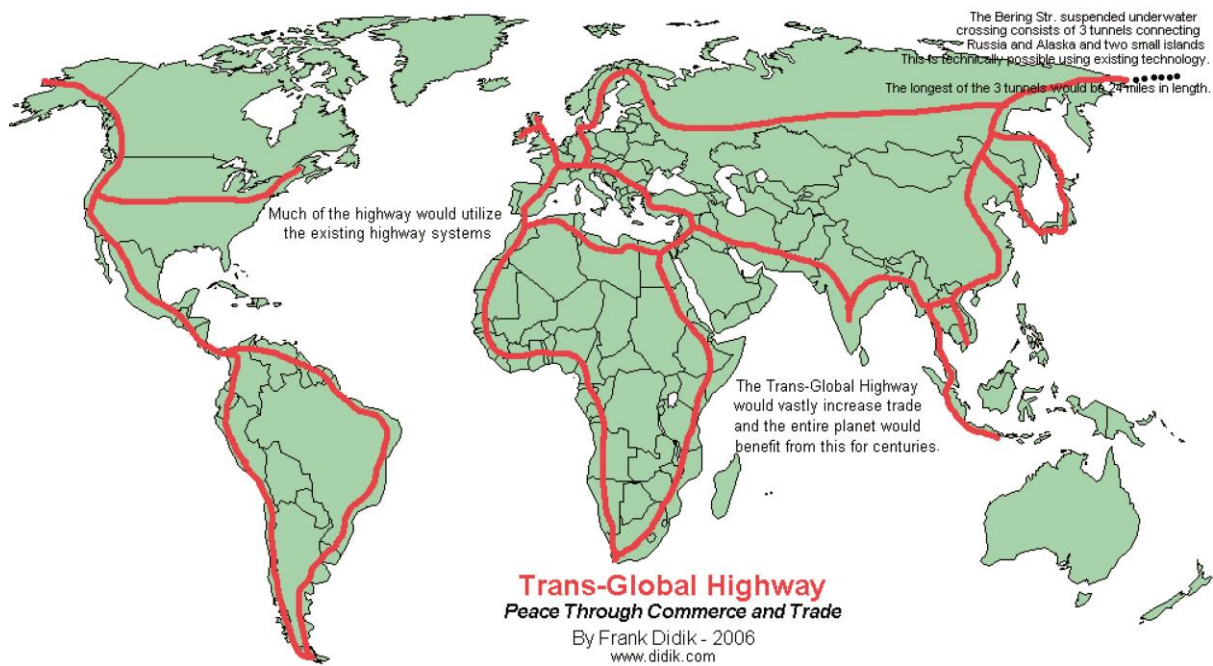 The Bering Str. suspended underwater
crossing consists of 3 tunnels connecting
Russia and Alaska and two small islands
This is technically possible using existing technology.
The longest of the 3 tunnels would be 24 miles in length.
Much of the highway would utilize
the existing highway systems
The Trans-Global Highway
would vastly increase trade
and the entire planet would
benefit from this for centuries.
Trans-Global Highway
Peace Through Commerce and Trade
By Frank Didik - 2006
www.didik.com